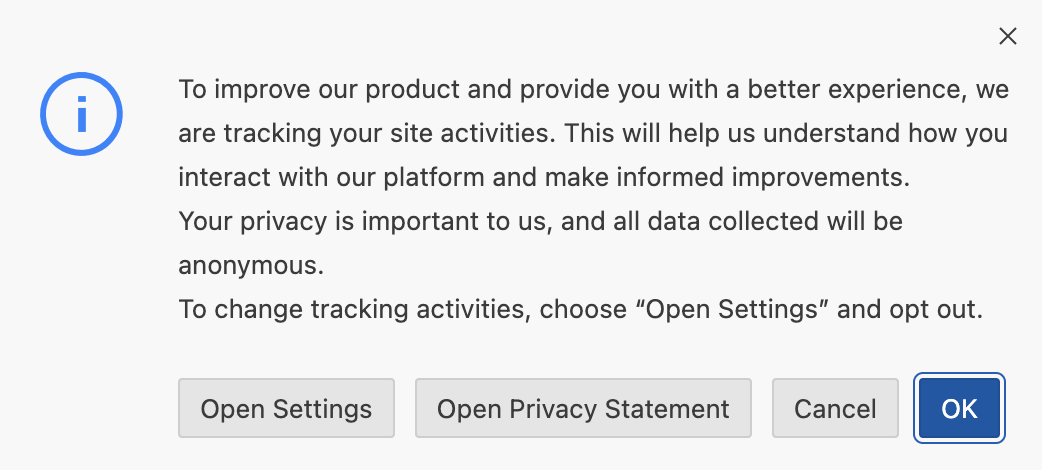 To improve our product and provide you with a better experience, we
are tracking your site activities. This will help us understand how you
interact with our platform and make informed improvements.
Your privacy is important to us, and all data collected will be
anonymous.
To change tracking activities, choose “Open Settings” and opt out.
Open Settings
Open Privacy Statement
Cancel
OK